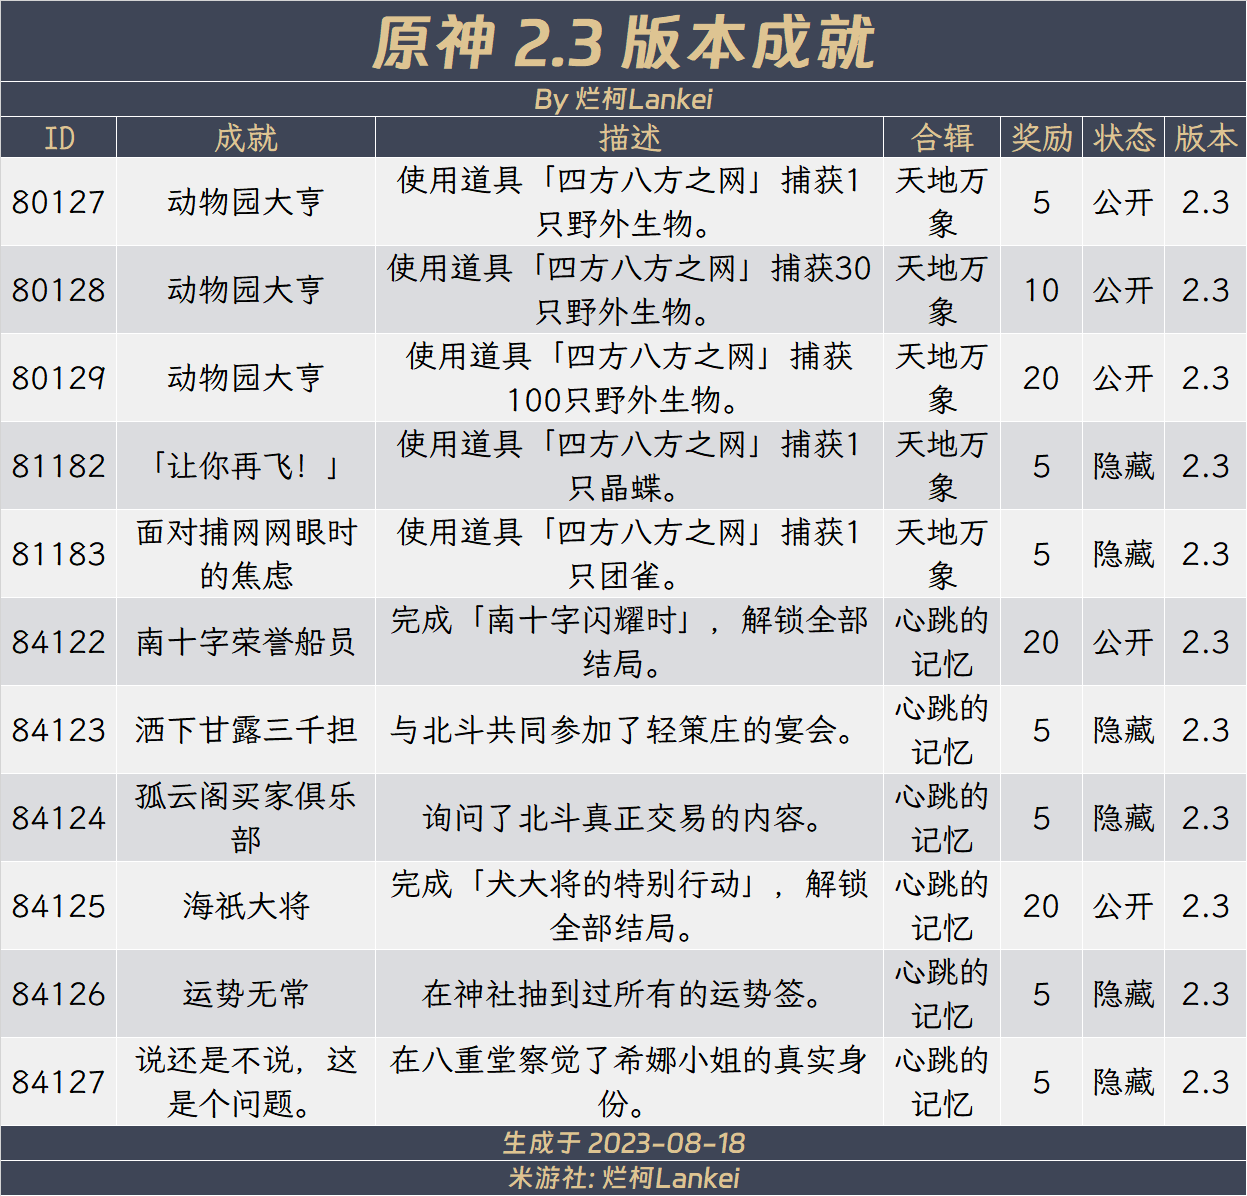 原神 2.3 版本成就
By 烂柯Lankei
ID 成就 描述 合辑 奖励 状态 版本
80127 动物园大亨 使用道具「四方八方之网」捕获1 天地万 5 公开 2.3
只野外生物。 象
80128 动物园大亨 使用道具「四方八方之网」捕获30 天地万 10 公开 2.3
只野外生物。 象
80129 动物园大亨 使用道具「四方八方之网」捕获 天地万 20 公开 2.3
100只野外生物。 象
81182 「让你再飞！」 使用道具「四方八方之网」捕获1 天地万 5 隐藏 2.3
只晶蝶。 象
81183 面对捕网网眼时 使用道具「四方八方之网」捕获1 天地万 5 隐藏 2.3
的焦虑 只团雀。 象
84122 南十字荣誉船员 完成「南十字闪耀时」，解锁全部 心跳的 20 公开 2.3
结局。 记忆
84123 洒下甘露三千担 与北斗共同参加了轻策庄的宴会。 心跳的 5 隐藏 2.3
记忆
84124 孤云阁买家俱乐 询问了北斗真正交易的内容。 心跳的 5 隐藏 2.3
部 记忆
84125 海祇大将 完成「犬大将的特别行动」，解锁 心跳的 20 公开 2.3
全部结局。 记忆
84126 运势无常 在神社抽到过所有的运势签。 心跳的 5 隐藏 2.3
记忆
84127 说还是不说，这 在八重堂察觉了希娜小姐的真实身 心跳的 5 隐藏 2.3
是个问题。 份。 记忆
生成于 2023-08-18
米游社: 烂柯Lankei